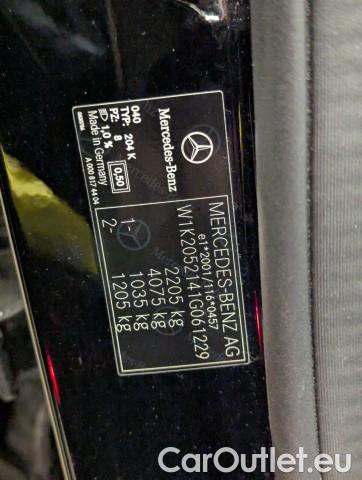 MERCEDES-BENZ AG
e1*2001/116*0457
W1K2052141G061229
2205 kg
4075 kg
1- 1035 kg
2- 1205 kg
Mercedes-Benz
040
TYP: 204 K
PZ: 8
1,0 % 0,50
Made in Germany
A 000 817 44 04
CarOutlet.eu